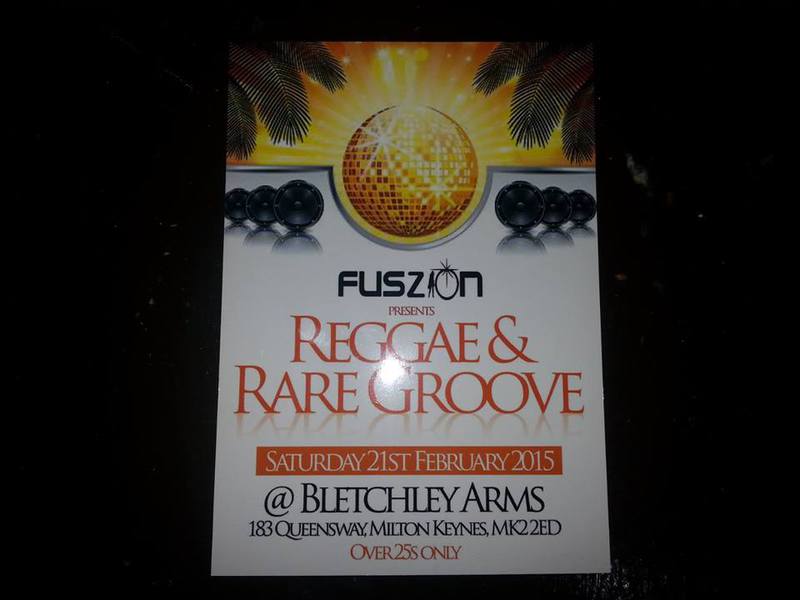 FUSZION
PRESENTS
REGGAE &
RARE GROOVE
SATURDAY 21ST FEBRUARY 2015
@ BLETCHLEY ARMS
183 QUEENSWAY, MILTON KEYNES, MK2 2ED
OVER 25S ONLY